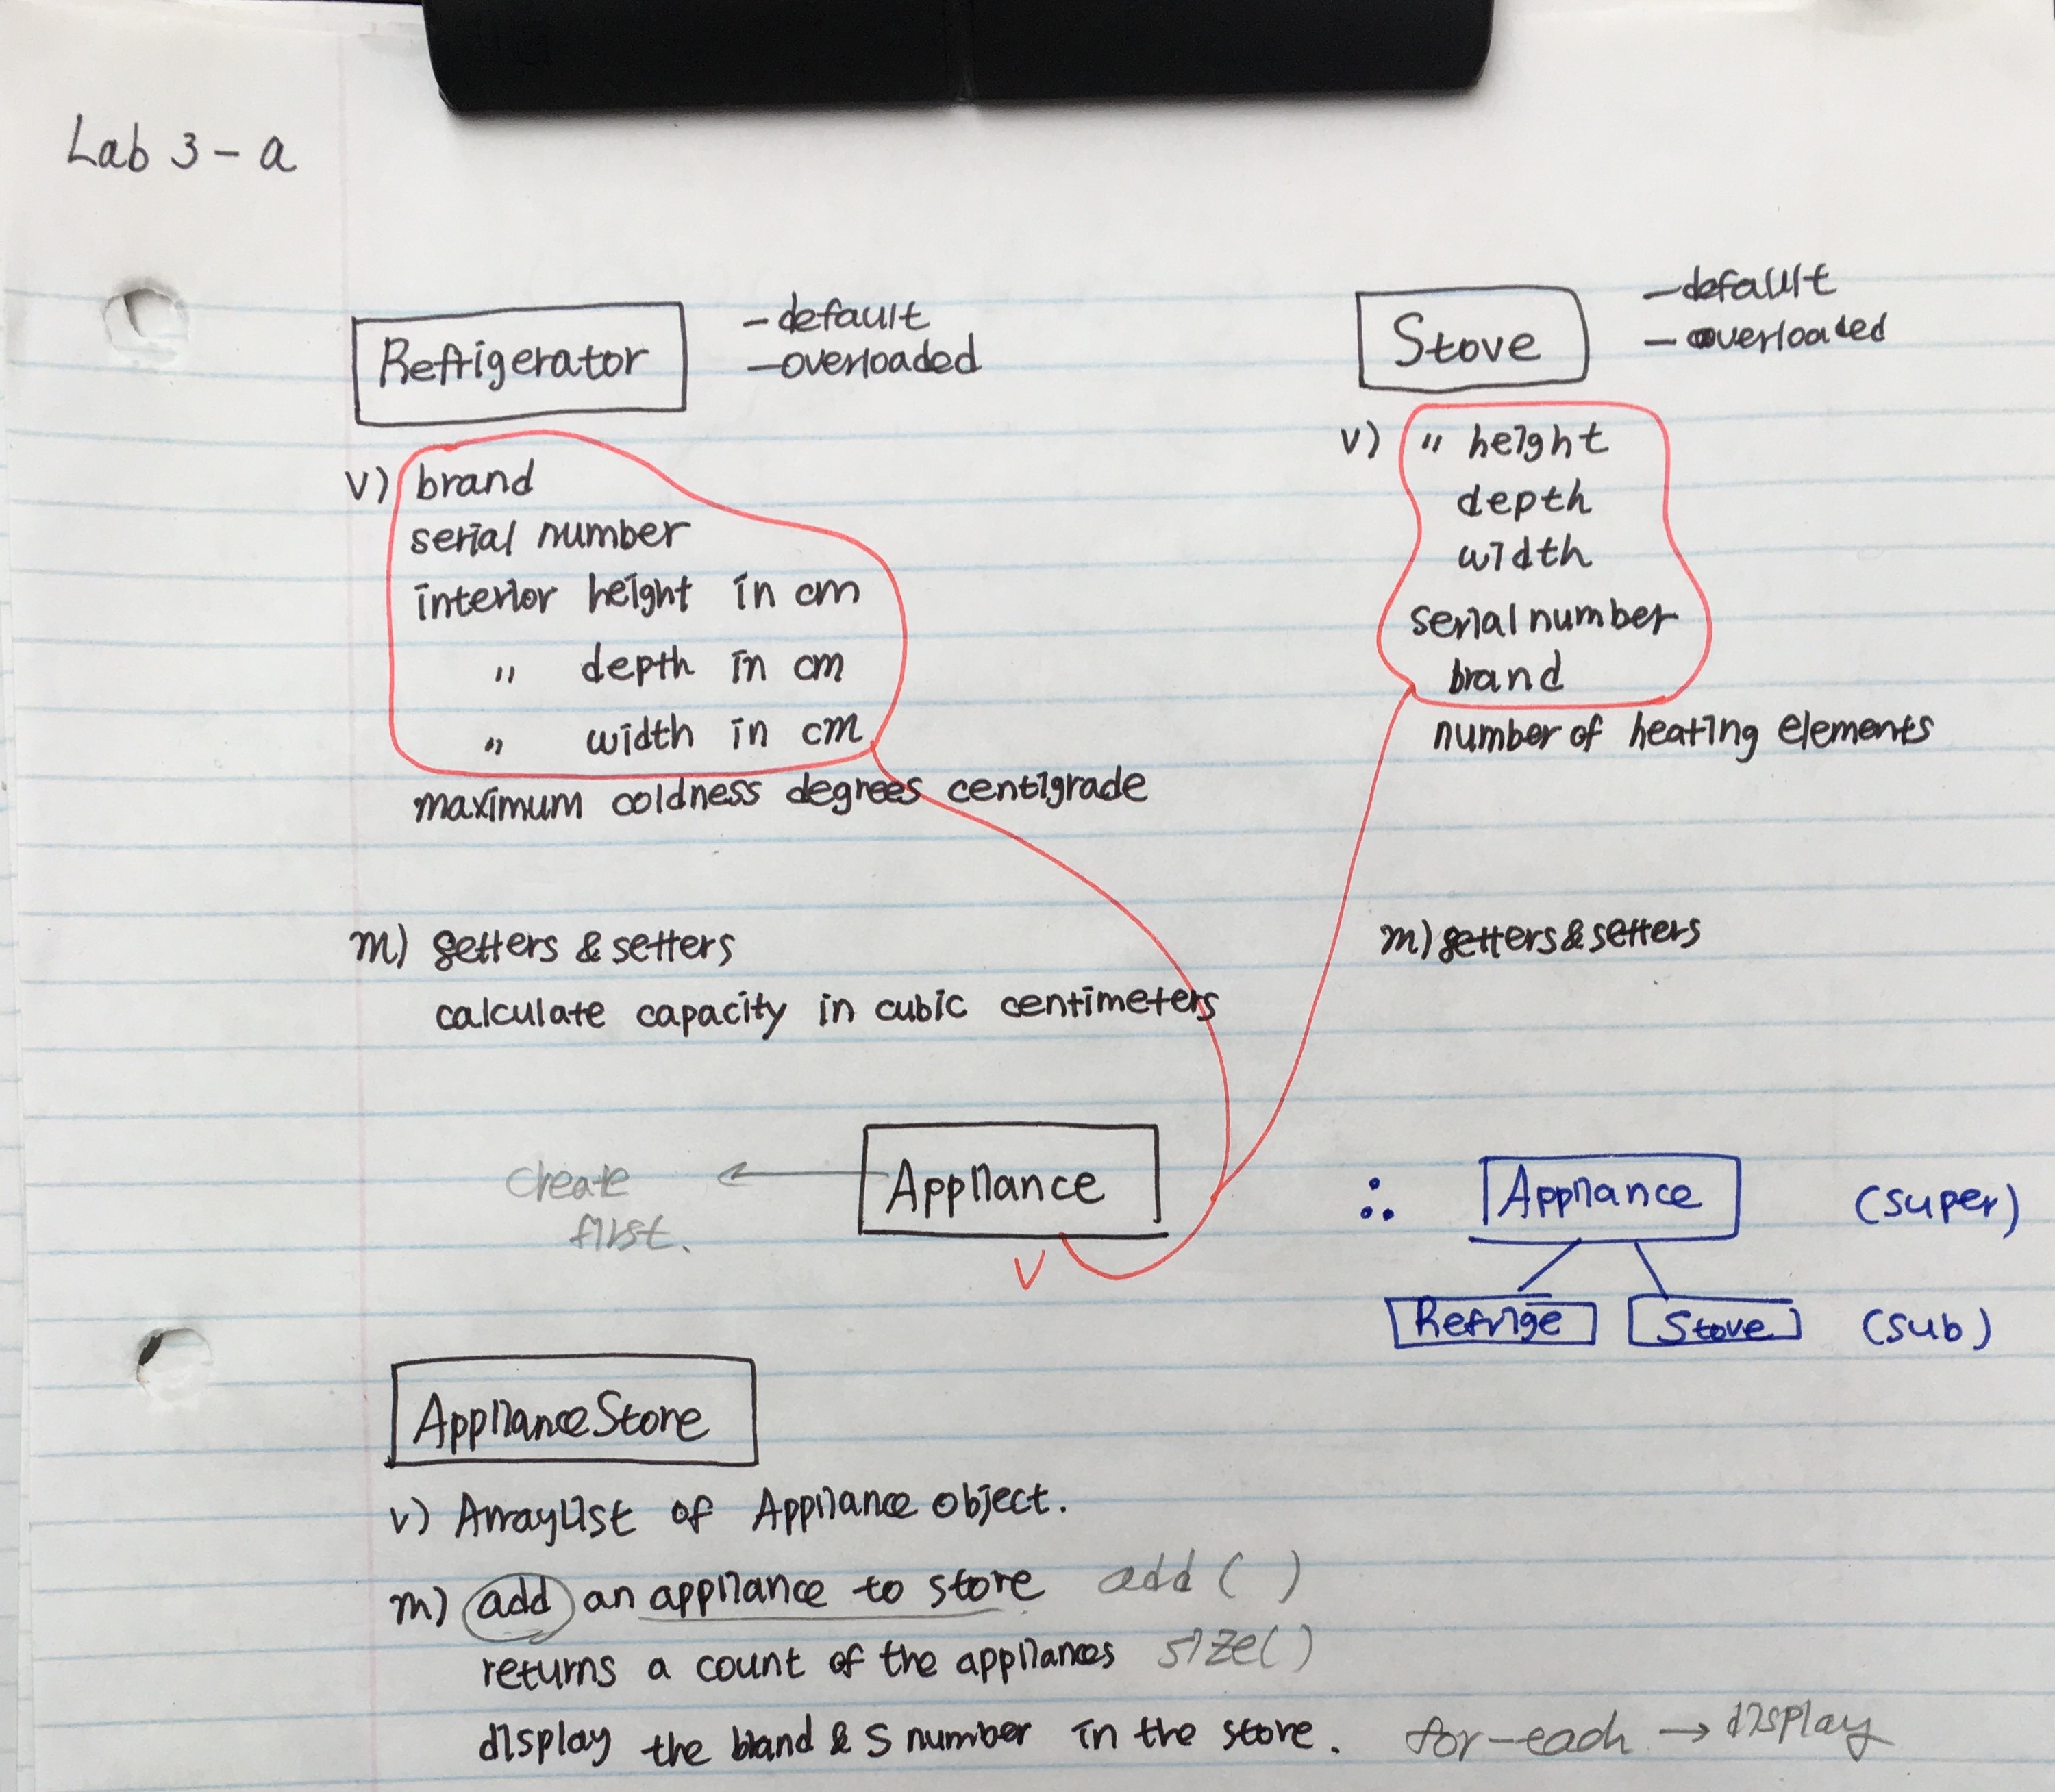 Lab 3-a
Refrigerator
-default
-overloaded
v) brand
serial number
interior height in cm
" depth in cm
" width in cm
maximum coldness degrees centigrade
m) getters & setters
calculate capacity in cubic centimeters
Stove
-default
-overloaded
v) " height
depth
width
serial number
brand
number of heating elements
m) getters & setters
create
first.
← Appliance
v
∴ Appliance (super)
Refrige Stove (sub)
ApplianceStore
v) ArrayList of Appliance object.
m) add an appliance to store add( )
returns a count of the appliances size( )
display the bland & S number in the store. for-each → display